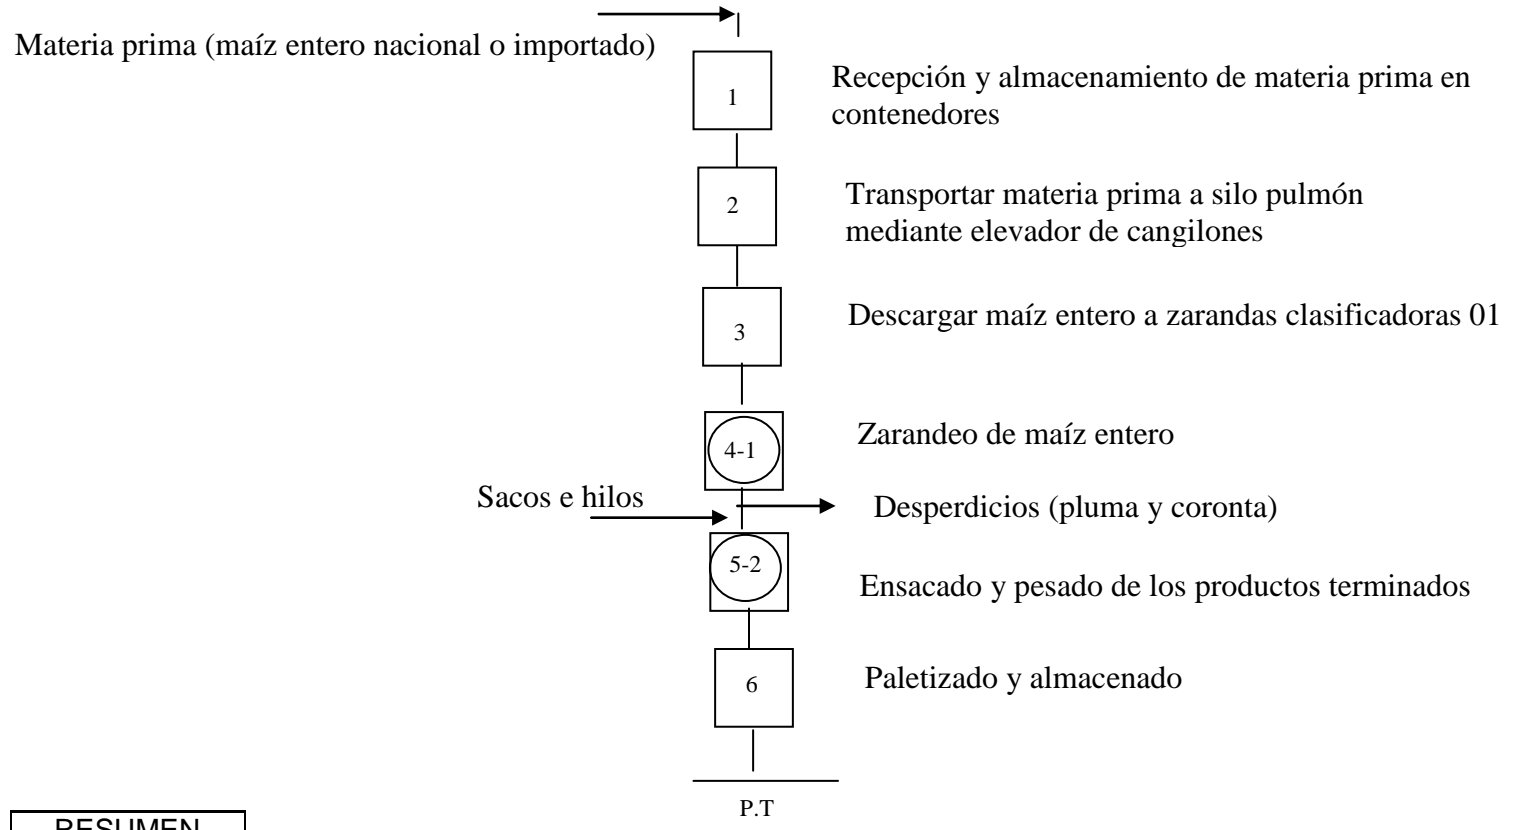 Materia prima (maíz entero nacional o importado)
1
Recepción y almacenamiento de materia prima en
contenedores
2
Transportar materia prima a silo pulmón
mediante elevador de cangilones
3
Descargar maíz entero a zarandas clasificadoras 01
4-1
Zarandeo de maíz entero
Sacos e hilos
Desperdicios (pluma y coronta)
5-2
Ensacado y pesado de los productos terminados
6
Paletizado y almacenado
P.T
RESUMEN